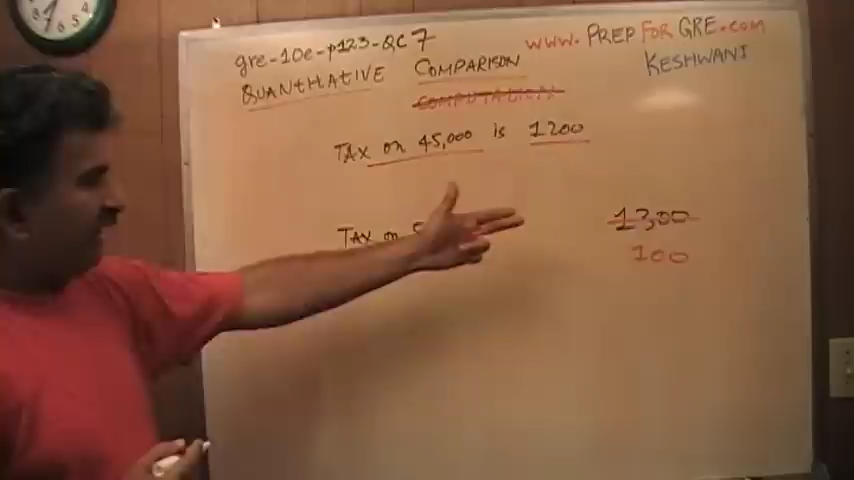 gre-10e-p123-QC 7
www.PREPFORGRE.COM
QUANTITATIVE COMPARISON
KESHWANI
COMPUTATION
TAX on 45,000 is 1200
TAX on
1300
100